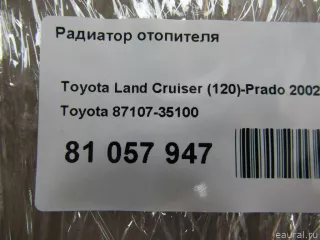 Радиатор отопителя
Toyota Land Cruiser (120)-Prado 2002
Toyota 87107-35100
81 057 947
eaural.ru